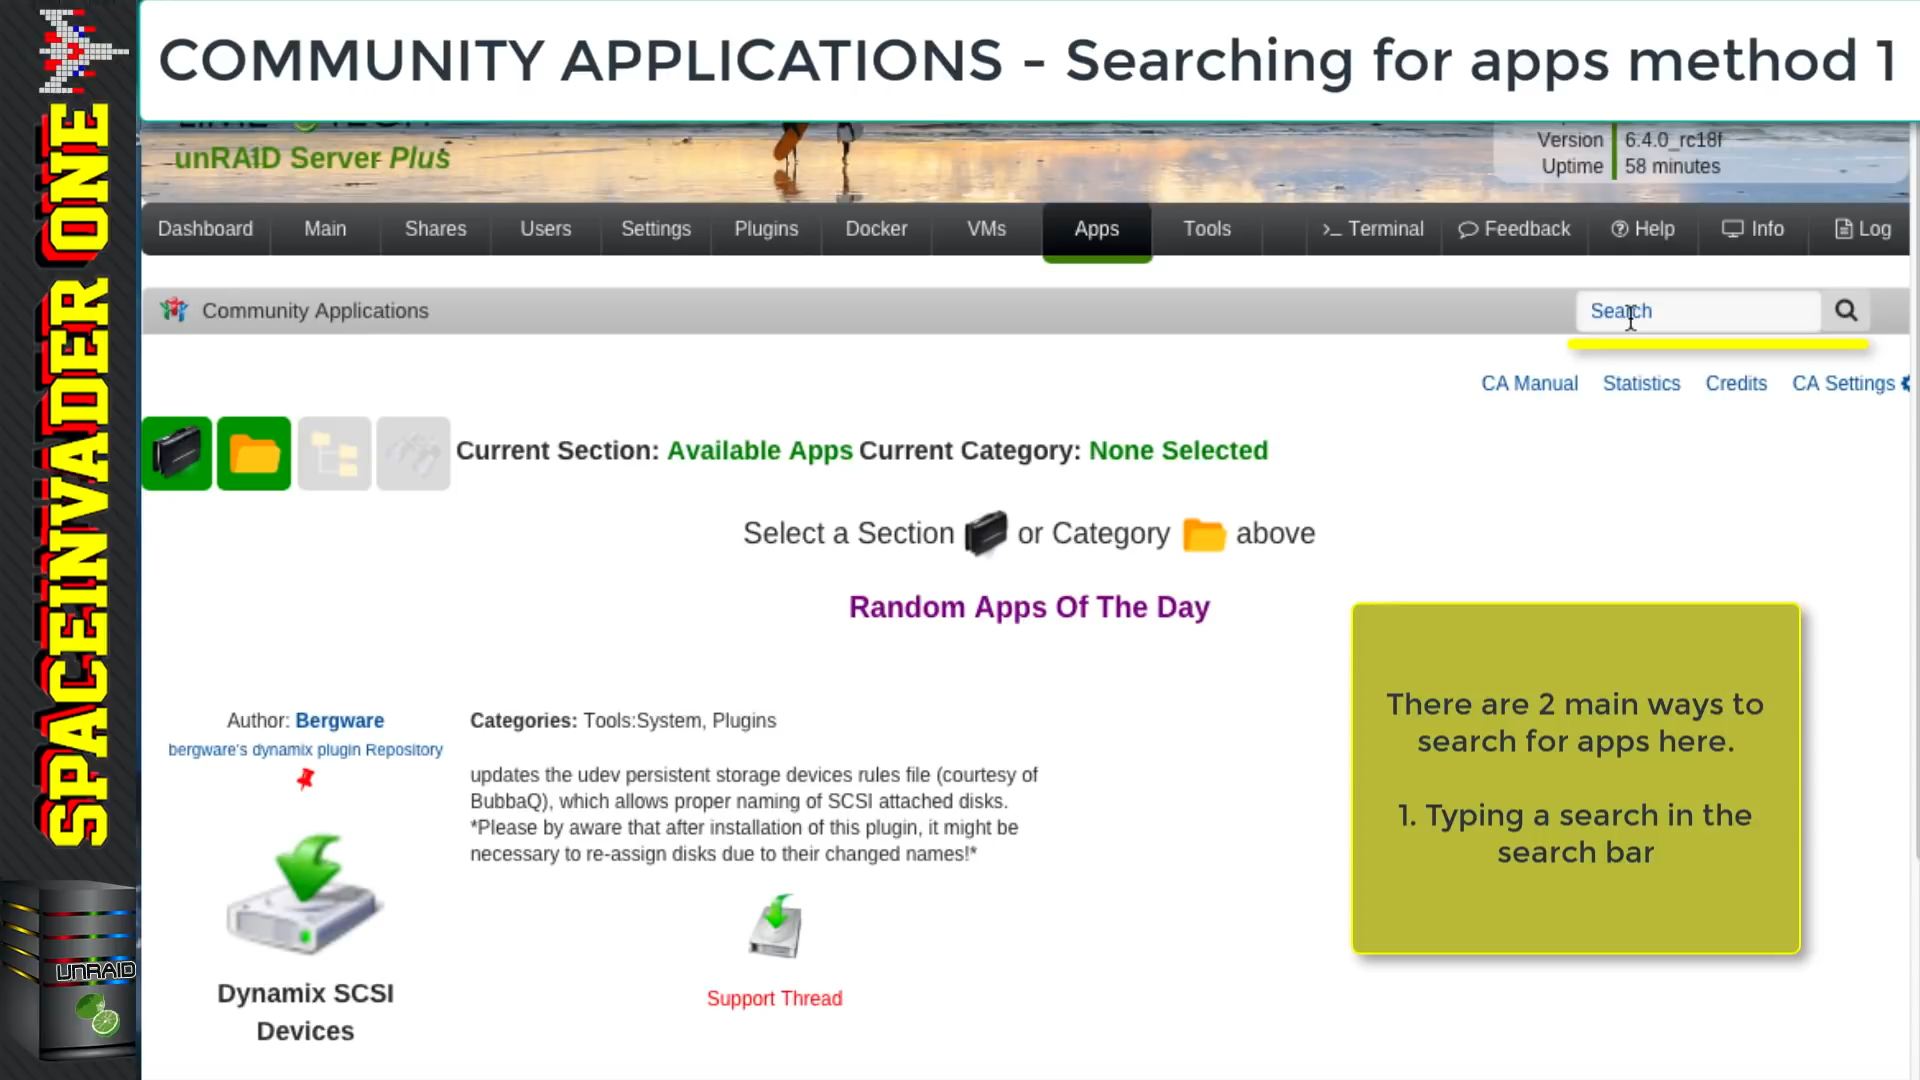 COMMUNITY APPLICATIONS - Searching for apps method 1
SPACEINVADER ONE
unRAID Server Plus
Version 6.4.0_rc18f
Uptime 58 minutes
Dashboard Main Shares Users Settings Plugins Docker VMs Apps Tools >_ Terminal Feedback Help Info Log
Community Applications
Search
CA Manual Statistics Credits CA Settings
Current Section: Available Apps Current Category: None Selected
Select a Section or Category above
Random Apps Of The Day
Author: Bergware
bergware's dynamix plugin Repository
Categories: Tools:System, Plugins
updates the udev persistent storage devices rules file (courtesy of
BubbaQ), which allows proper naming of SCSI attached disks.
*Please by aware that after installation of this plugin, it might be
necessary to re-assign disks due to their changed names!*
Support Thread
Dynamix SCSI
Devices
There are 2 main ways to
search for apps here.
1. Typing a search in the
search bar
UNRAID